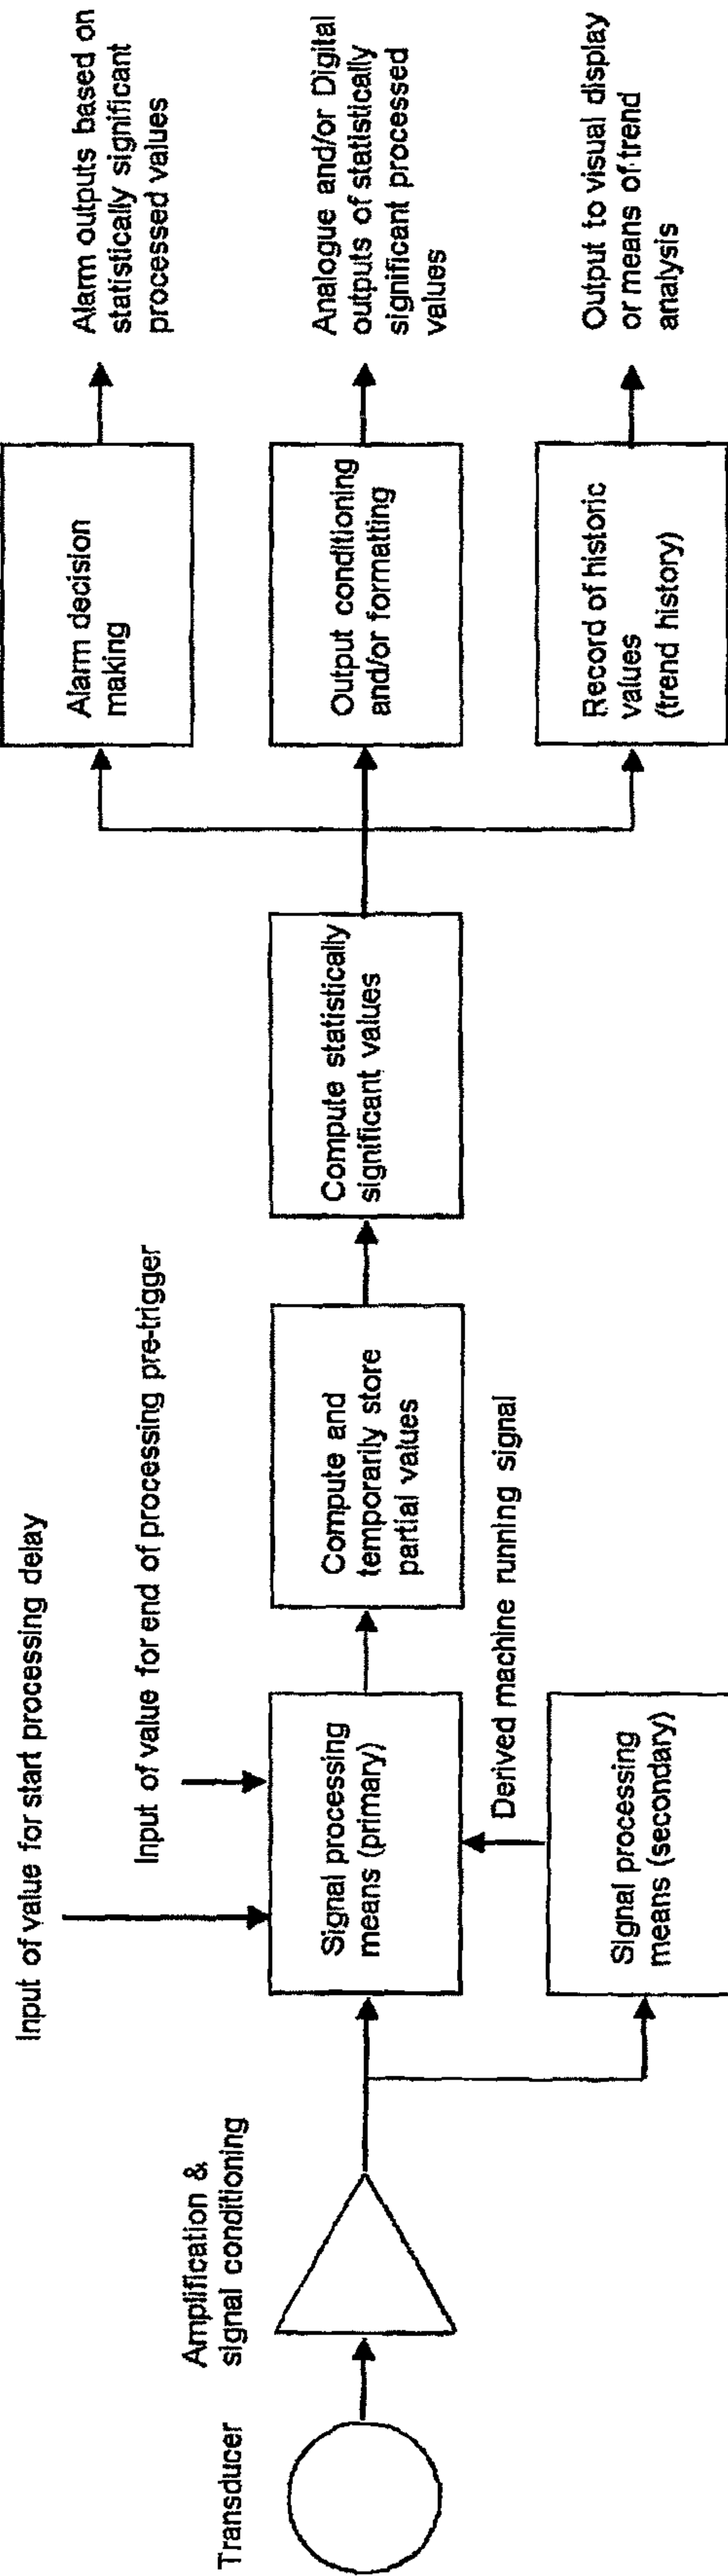 Transducer
Amplification &
signal conditioning
Input of value for start processing delay
Input of value for end of processing pre-trigger
Signal processing
means (primary)
Derived machine running signal
Signal processing
means (secondary)
Compute and
temporarily store
partial values
Compute statistically
significant values
Alarm decision
making
Output conditioning
and/or formatting
Record of historic
values
(trend history)
Alarm outputs based on
statistically significant
processed values
Analogue and/or Digital
outputs of statistically
significant processed
values
Output to visual display
or means of trend
analysis